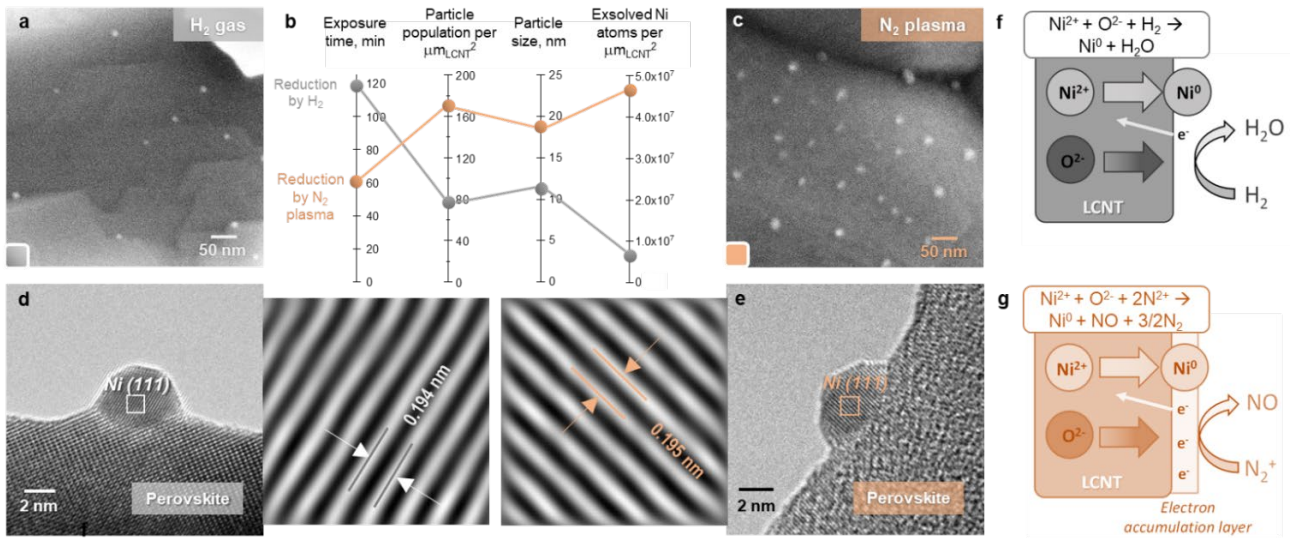 a
H₂ gas
50 nm
b
Exposure
time, min
Particle
population per
μm_LCNT²
Particle
size, nm
Exsolved Ni
atoms per
μm_LCNT²
Reduction
by H₂
Reduction
by N₂
plasma
120
100
80
60
40
20
0
200
160
120
80
40
0
25
20
15
10
5
0
5.0x10⁷
4.0x10⁷
3.0x10⁷
2.0x10⁷
1.0x10⁷
0
c
N₂ plasma
50 nm
f
Ni²⁺ + O²⁻ + H₂ →
Ni⁰ + H₂O
Ni²⁺
Ni⁰
e⁻
O²⁻
H₂O
H₂
LCNT
d
Ni (111)
2 nm
Perovskite
0.194 nm
0.195 nm
e
Ni (111)
2 nm
Perovskite
g
Ni²⁺ + O²⁻ + 2N²⁺ →
Ni⁰ + NO + 3/2N₂
Ni²⁺
Ni⁰
e⁻
O²⁻
e⁻
e⁻
NO
N₂⁺
LCNT
Electron
accumulation layer